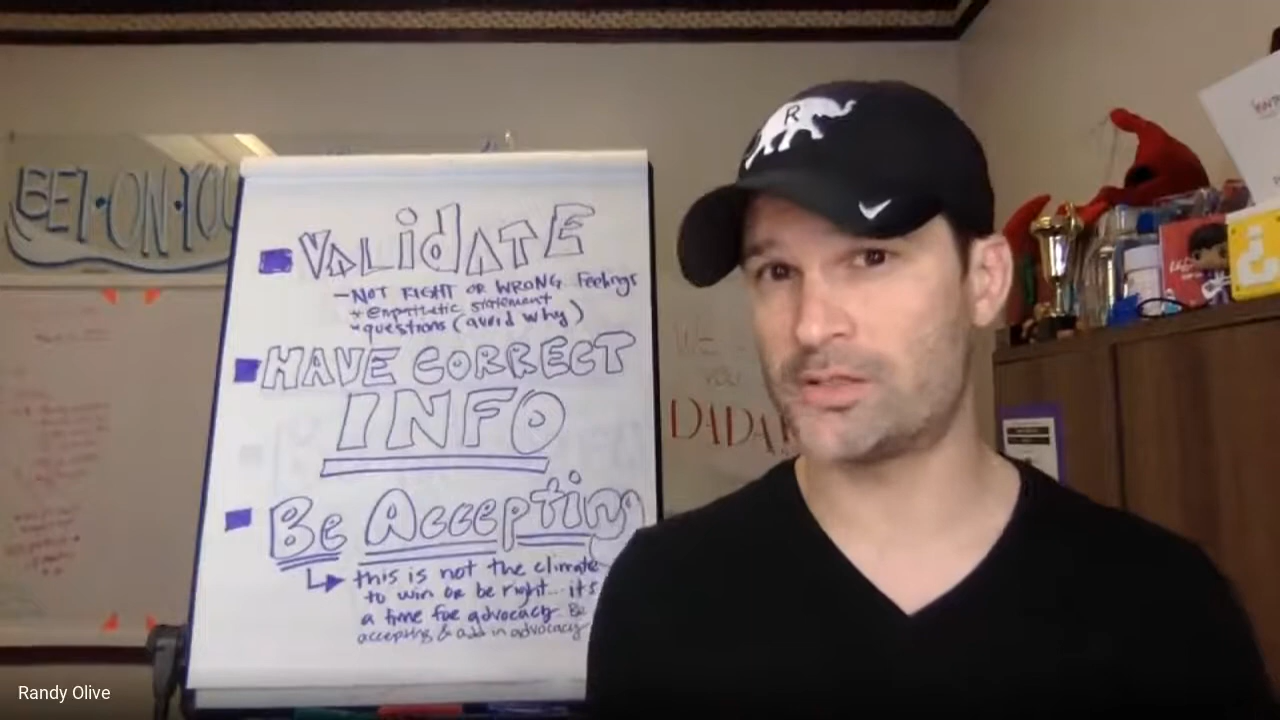 BET·ON·YOU
VALidATE
-NOT RIGHT OR WRONG Feelings
* empathetic statement
* questions (avoid why)
HAVE CORRECT
INFO
Be Accepting
this is not the climate
to win or be right... it's
a time for advocacy. Be
accepting & add in advocacy
R
WE
YOU
DADA
Randy Olive